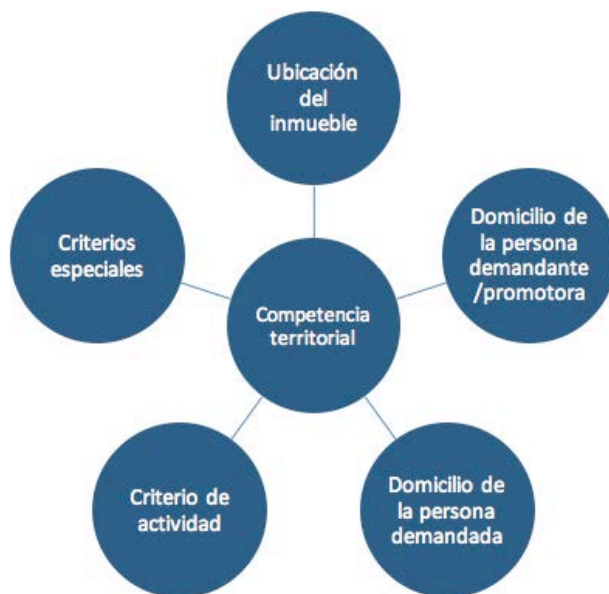 Ubicación
del
inmueble
Domicilio de
la persona
demandante
/promotora
Criterios
especiales
Competencia
territorial
Criterio de
actividad
Domicilio de
la persona
demandada